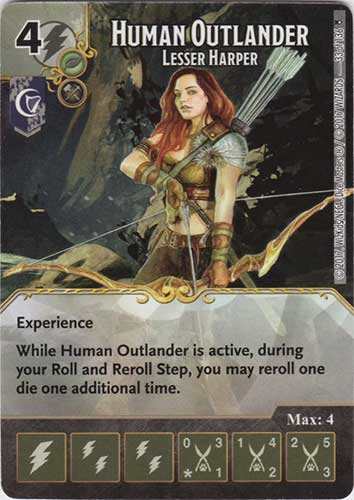 4
HUMAN OUTLANDER
LESSER HARPER
Experience
While Human Outlander is active, during
your Roll and Reroll Step, you may reroll one
die one additional time.
Max: 4
0 3 * 1
1 4 2
2 5 3